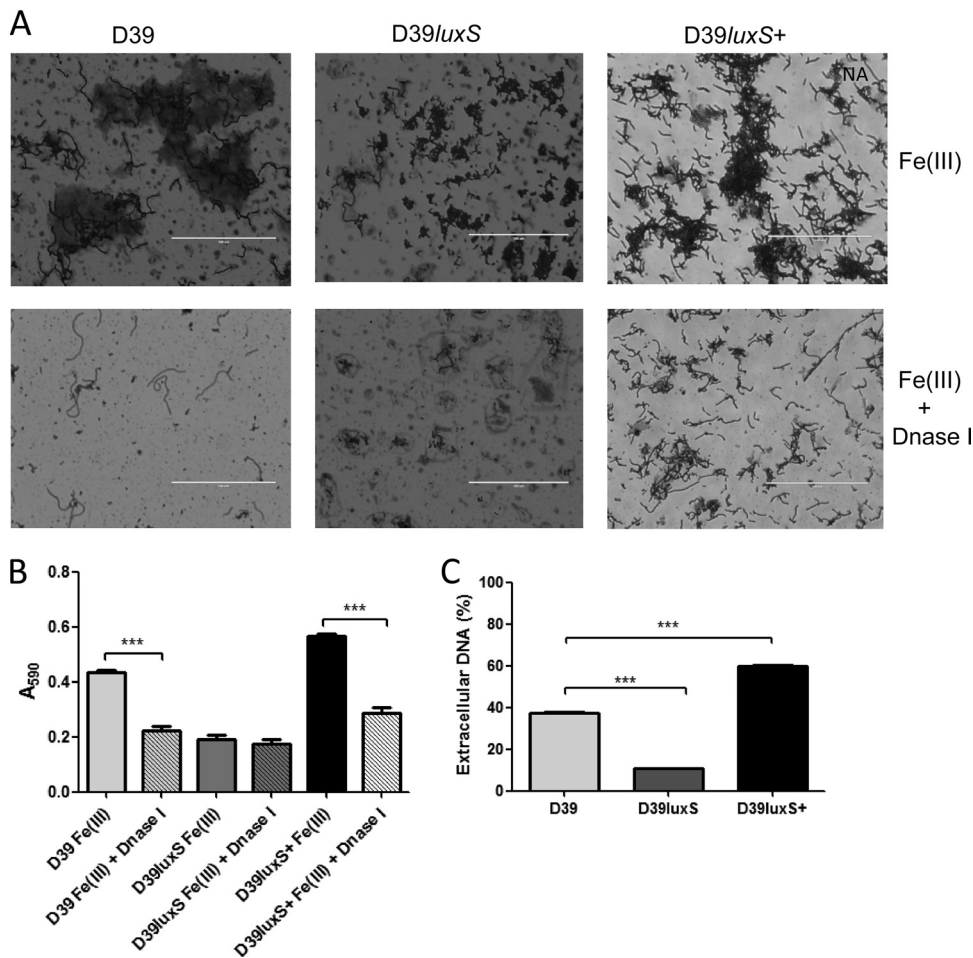 A
D39
D39luxS
D39luxS+
NA
Fe(III)
Fe(III)
+
Dnase I
B
***
***
A590
0.8
0.6
0.4
0.2
0.0
D39 Fe(III)
D39 Fe(III) + Dnase I
D39luxS Fe(III)
D39luxS Fe(III) + Dnase I
D39luxS+ Fe(III)
D39luxS+ Fe(III) + Dnase I
C
***
***
Extracellular DNA (%)
100
80
60
40
20
0
D39
D39luxS
D39luxS+